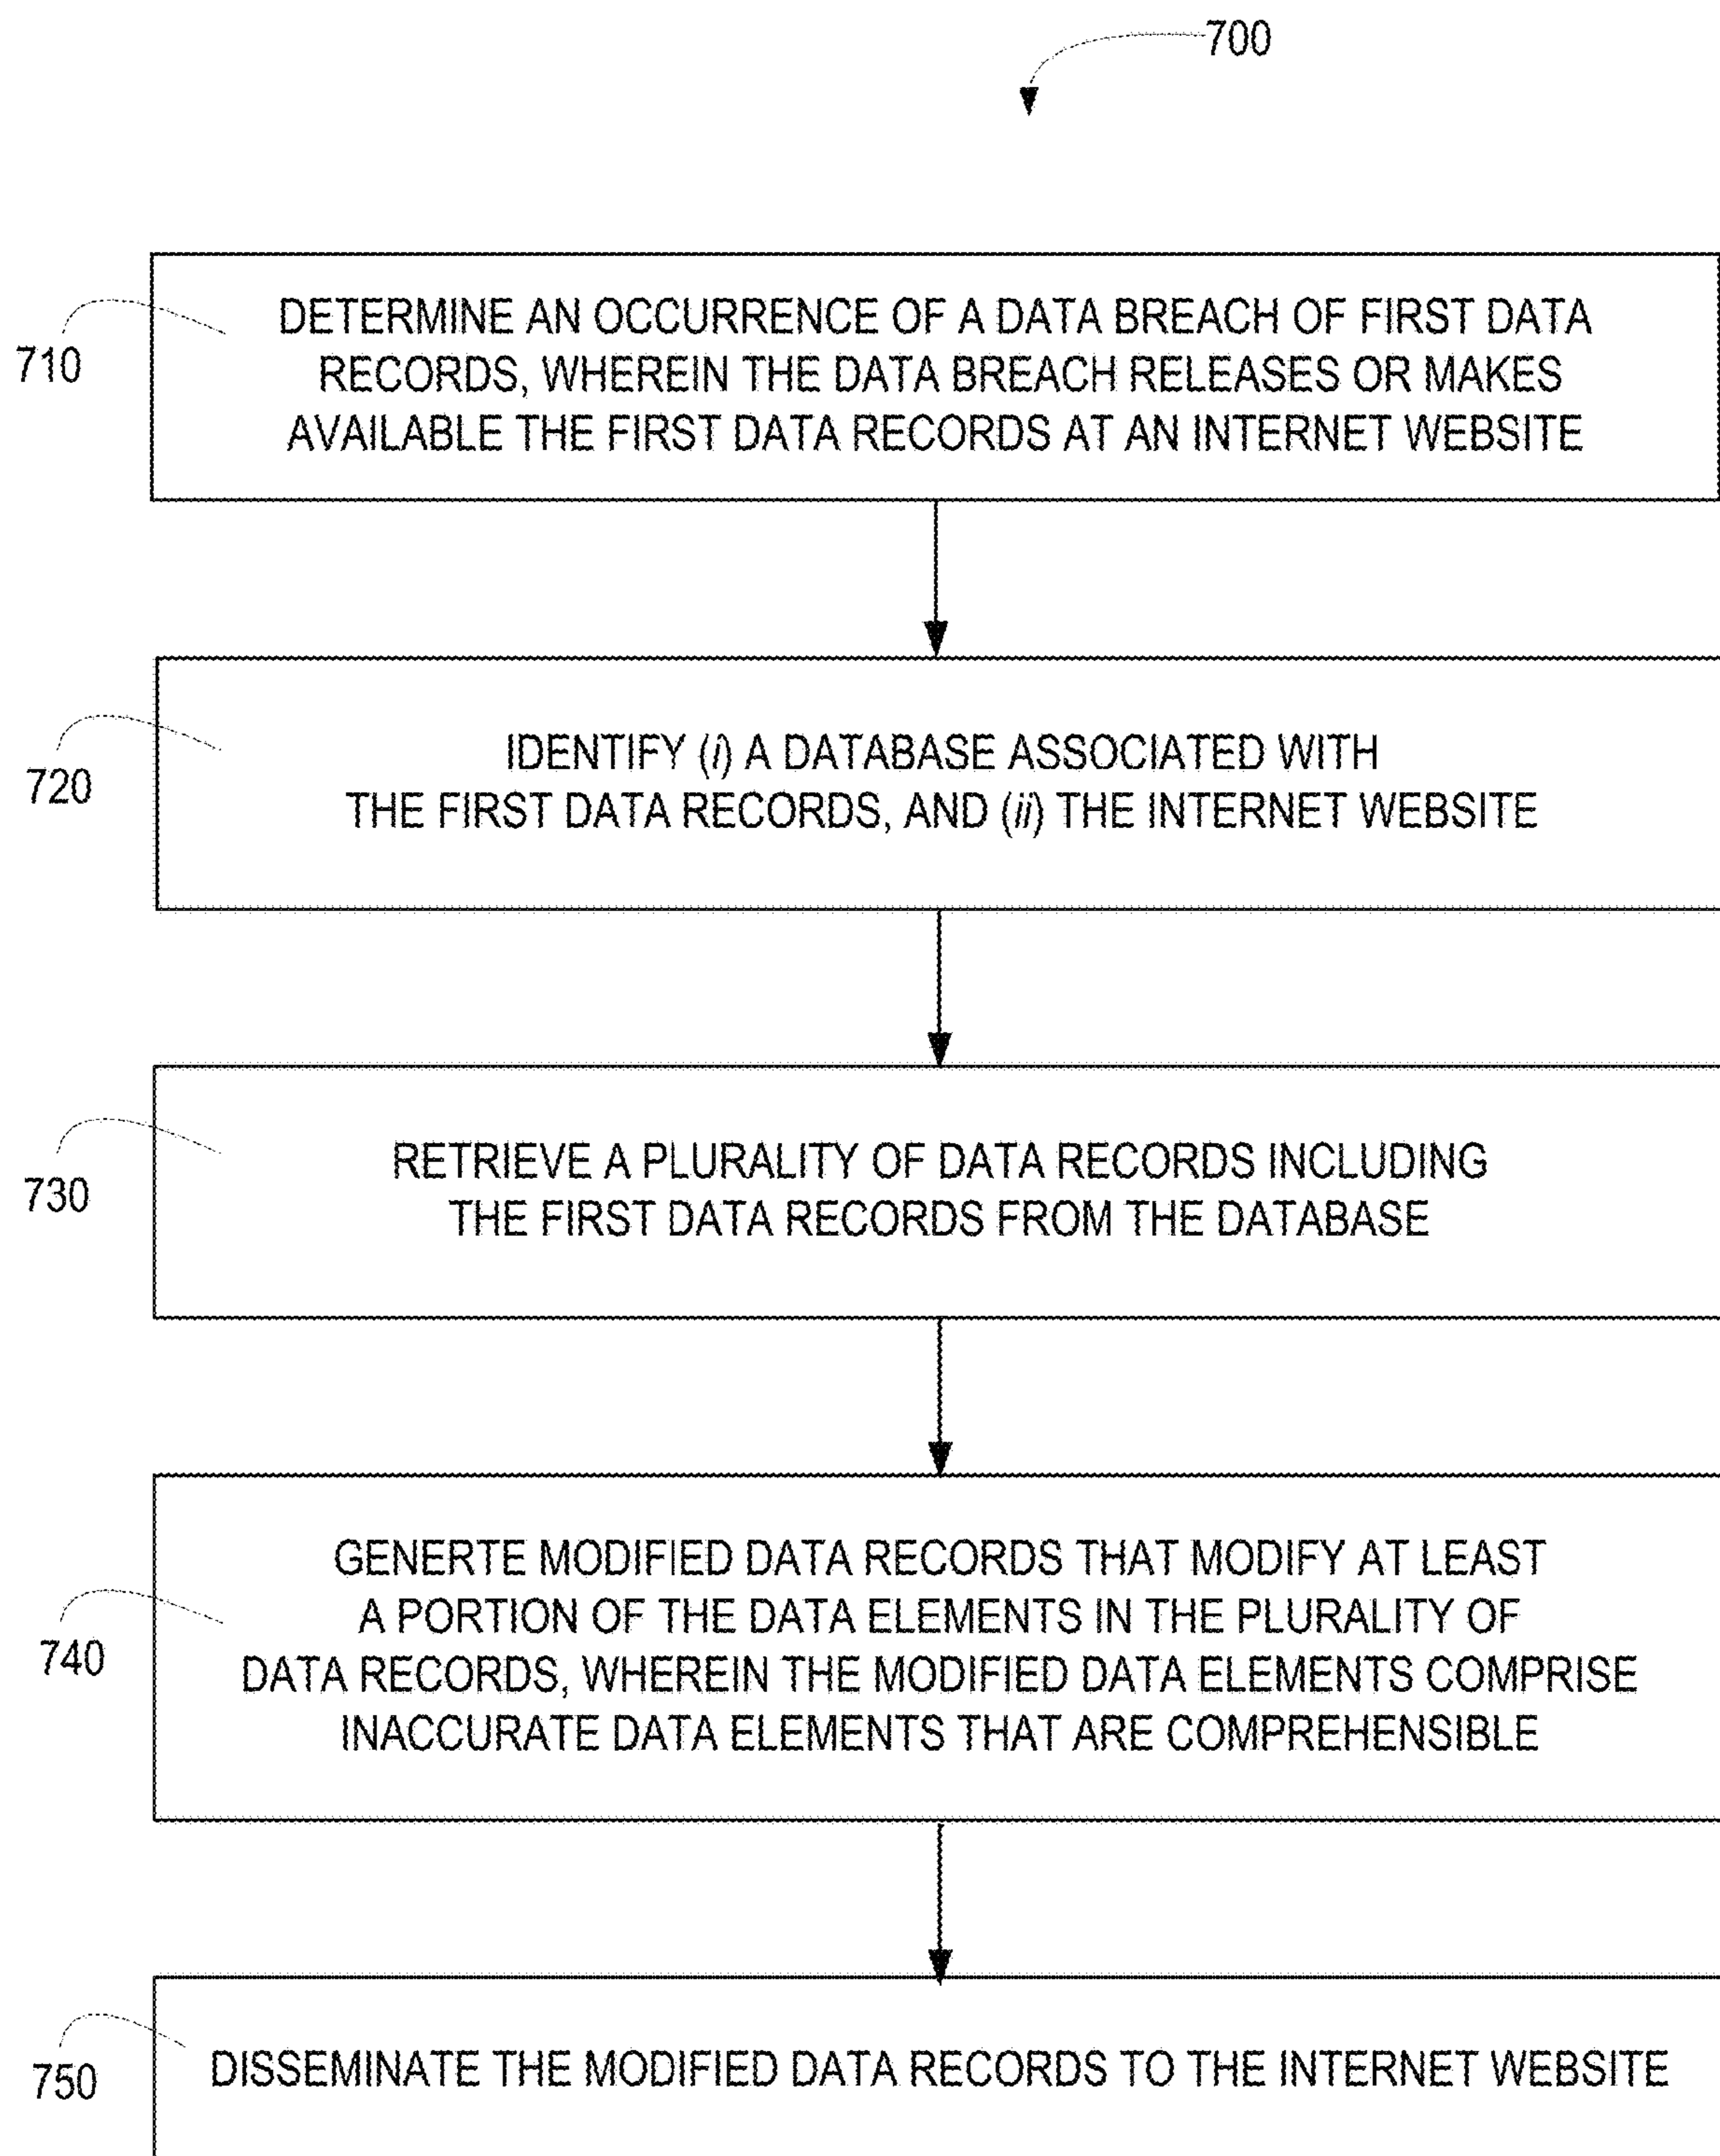 700
710
DETERMINE AN OCCURRENCE OF A DATA BREACH OF FIRST DATA
RECORDS, WHEREIN THE DATA BREACH RELEASES OR MAKES
AVAILABLE THE FIRST DATA RECORDS AT AN INTERNET WEBSITE
720
IDENTIFY (i) A DATABASE ASSOCIATED WITH
THE FIRST DATA RECORDS, AND (ii) THE INTERNET WEBSITE
730
RETRIEVE A PLURALITY OF DATA RECORDS INCLUDING
THE FIRST DATA RECORDS FROM THE DATABASE
740
GENERTE MODIFIED DATA RECORDS THAT MODIFY AT LEAST
A PORTION OF THE DATA ELEMENTS IN THE PLURALITY OF
DATA RECORDS, WHEREIN THE MODIFIED DATA ELEMENTS COMPRISE
INACCURATE DATA ELEMENTS THAT ARE COMPREHENSIBLE
750
DISSEMINATE THE MODIFIED DATA RECORDS TO THE INTERNET WEBSITE